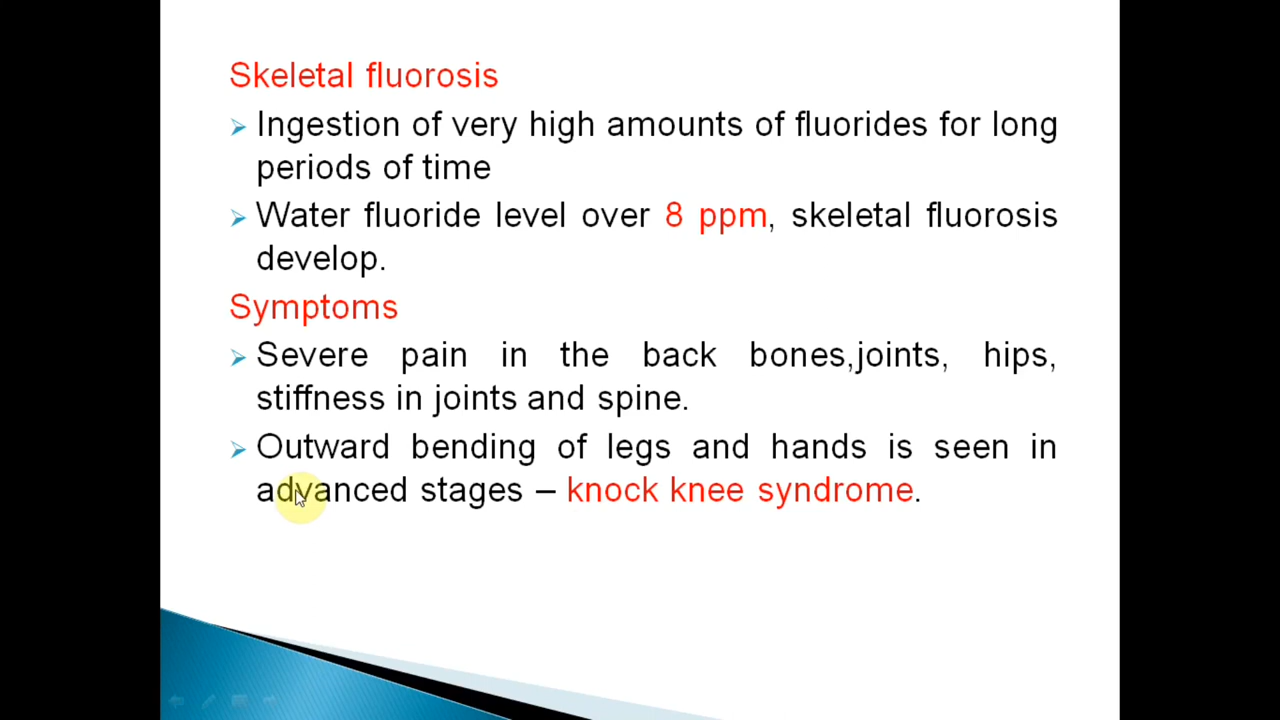 Skeletal fluorosis
Ingestion of very high amounts of fluorides for long
periods of time
Water fluoride level over 8 ppm, skeletal fluorosis
develop.
Symptoms
Severe pain in the back bones,joints, hips,
stiffness in joints and spine.
Outward bending of legs and hands is seen in
advanced stages – knock knee syndrome.